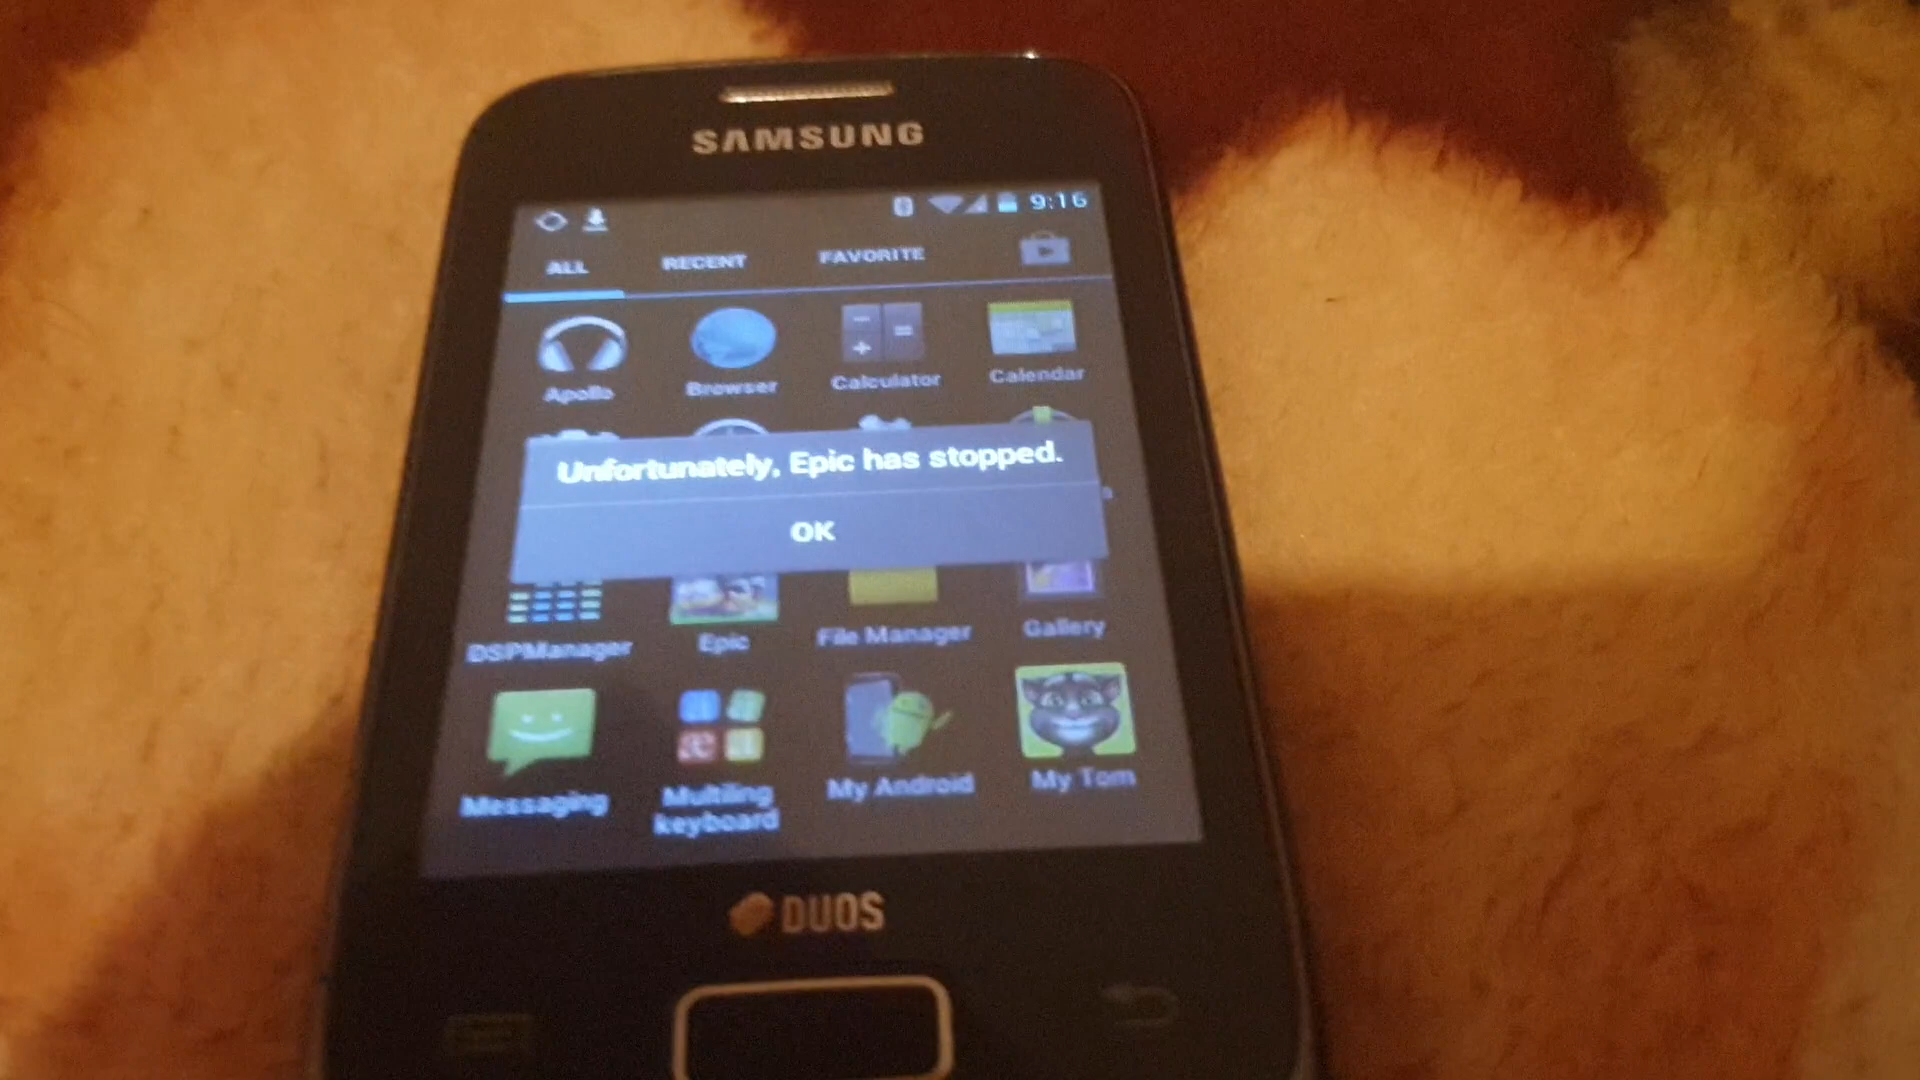 SAMSUNG
9:16
ALL RECENT FAVORITE
Apollo Browser Calculator Calendar
Unfortunately, Epic has stopped.
OK
DSPManager Epic File Manager Gallery
Messaging Multiling keyboard My Android My Tom
DUOS